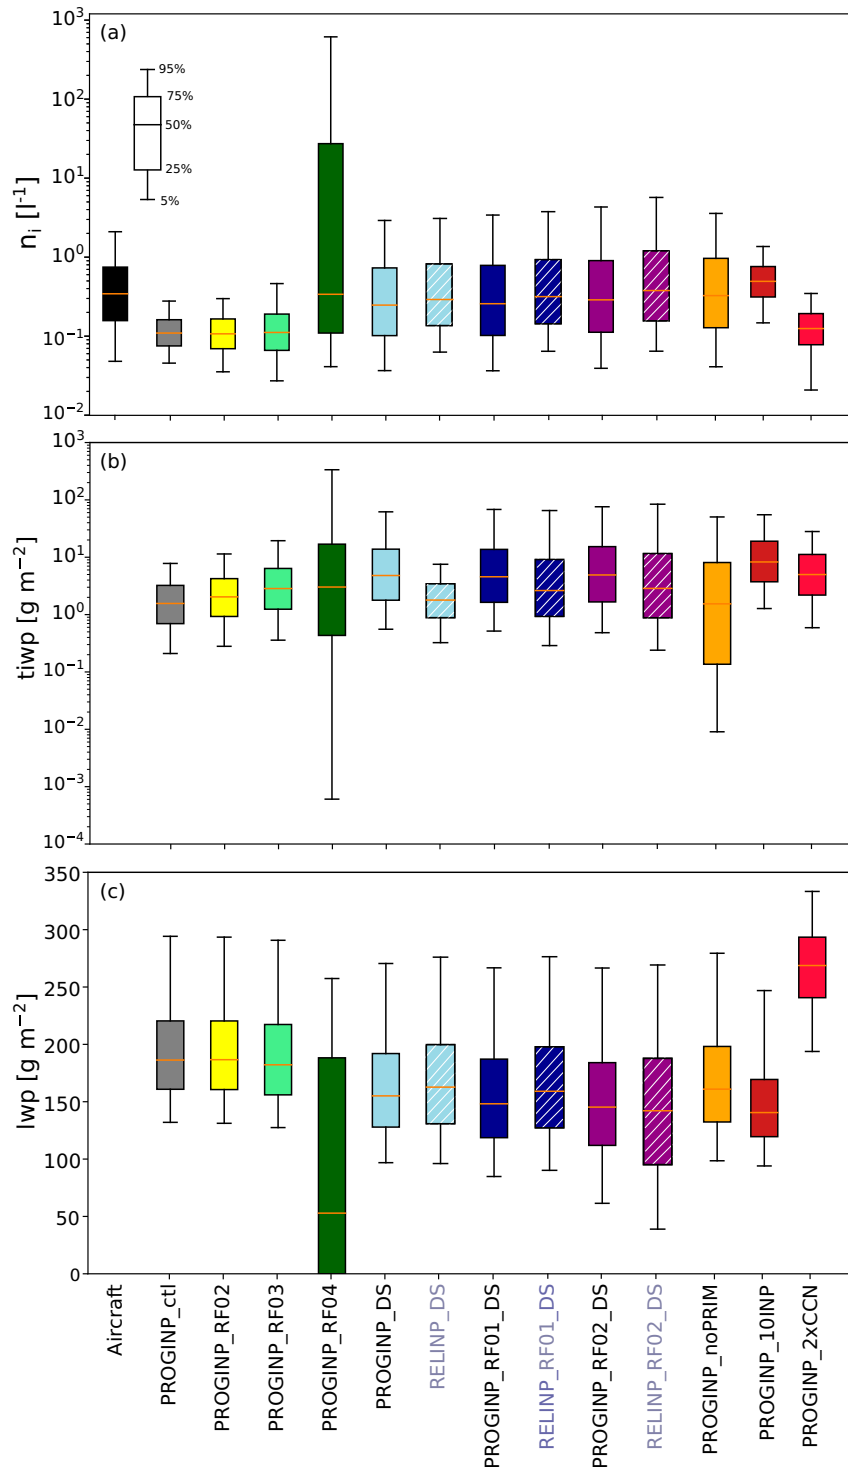 (a)
10³
10²
10¹
10⁰
10⁻¹
10⁻²
nᵢ [l⁻¹]
95%
75%
50%
25%
5%
(b)
10³
10²
10¹
10⁰
10⁻¹
10⁻²
10⁻³
10⁻⁴
tiwp [g m⁻²]
(c)
350
300
250
200
150
100
50
0
lwp [g m⁻²]
Aircraft
PROGINP_ctl
PROGINP_RF02
PROGINP_RF03
PROGINP_RF04
PROGINP_DS
RELINP_DS
PROGINP_RF01_DS
RELINP_RF01_DS
PROGINP_RF02_DS
RELINP_RF02_DS
PROGINP_noPRIM
PROGINP_10INP
PROGINP_2xCCN